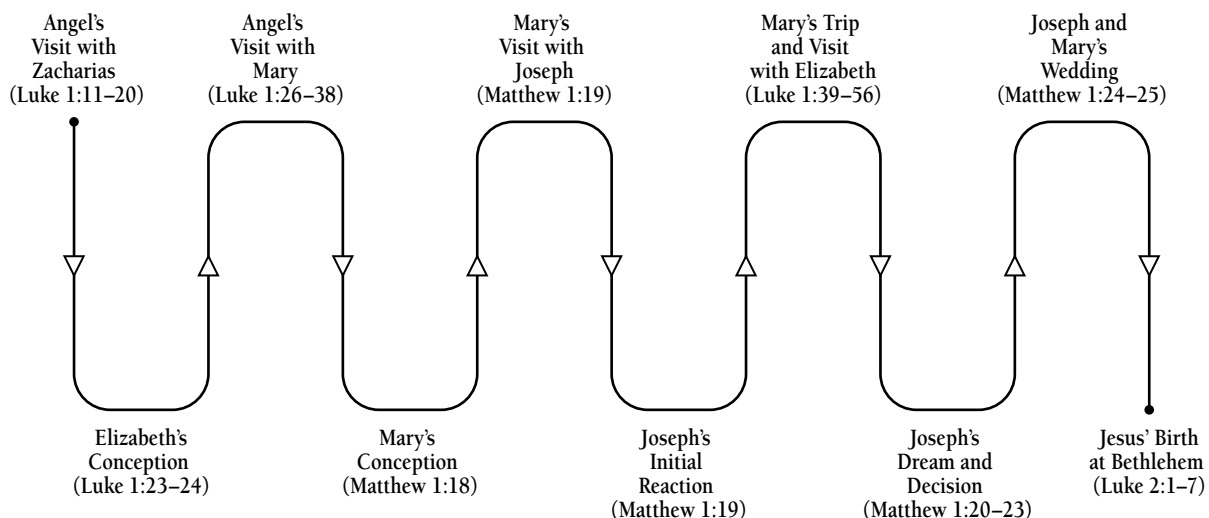 Angel's
Visit with
Zacharias
(Luke 1:11–20)
Angel's
Visit with
Mary
(Luke 1:26–38)
Mary's
Visit with
Joseph
(Matthew 1:19)
Mary's Trip
and Visit
with Elizabeth
(Luke 1:39–56)
Joseph and
Mary's
Wedding
(Matthew 1:24–25)
Elizabeth's
Conception
(Luke 1:23–24)
Mary's
Conception
(Matthew 1:18)
Joseph's
Initial
Reaction
(Matthew 1:19)
Joseph's
Dream and
Decision
(Matthew 1:20–23)
Jesus' Birth
at Bethlehem
(Luke 2:1–7)